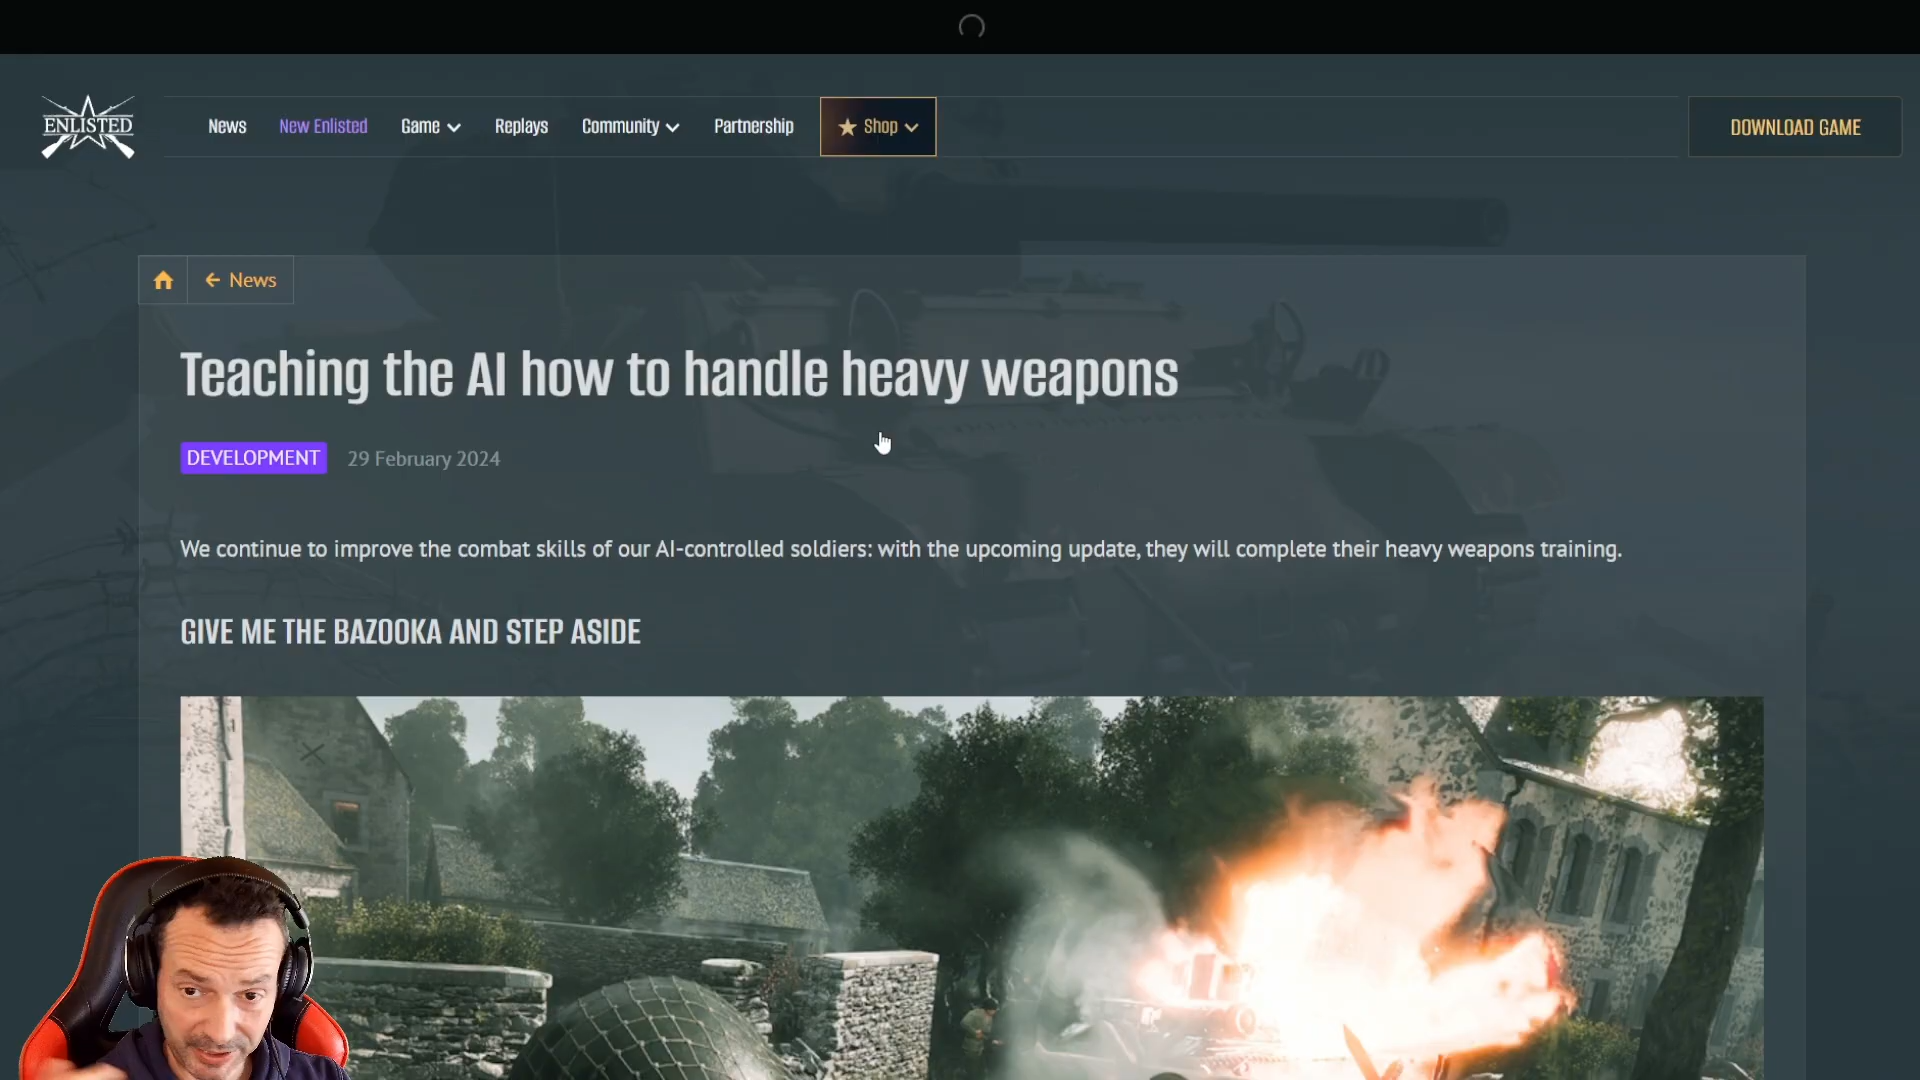 ENLISTED
News
New Enlisted
Game
Replays
Community
Partnership
Shop
DOWNLOAD GAME
News
Teaching the AI how to handle heavy weapons
DEVELOPMENT
29 February 2024
We continue to improve the combat skills of our AI-controlled soldiers: with the upcoming update, they will complete their heavy weapons training.
GIVE ME THE BAZOOKA AND STEP ASIDE